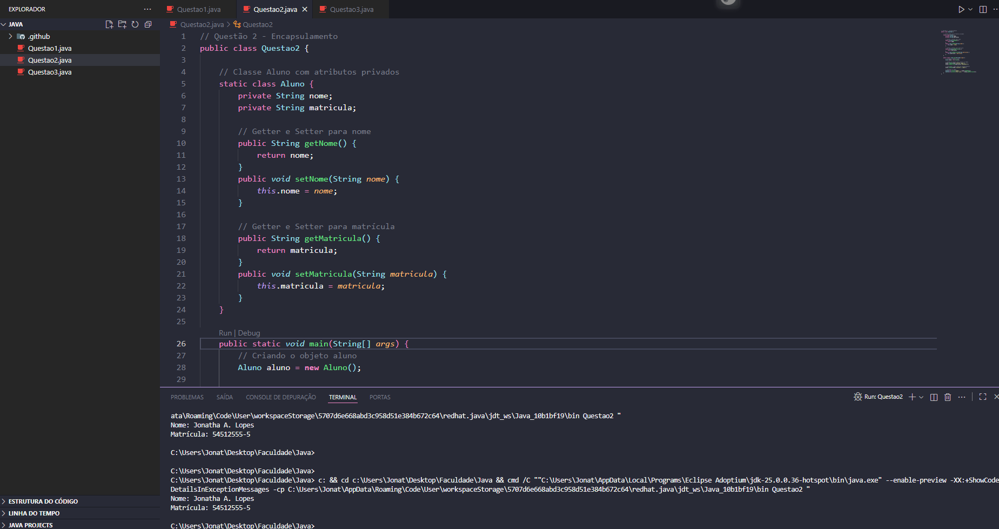 EXPLORADOR
JAVA
.github
Questao1.java
Questao2.java
Questao3.java
ESTRUTURA DO CÓDIGO
LINHA DO TEMPO
JAVA PROJECTS
Questao1.java
Questao2.java
Questao3.java
Questao2.java > Questao2
1 // Questão 2 - Encapsulamento
2 public class Questao2 {
3
4 // Classe Aluno com atributos privados
5 static class Aluno {
6 private String nome;
7 private String matricula;
8
9 // Getter e Setter para nome
10 public String getNome() {
11 return nome;
12 }
13 public void setNome(String nome) {
14 this.nome = nome;
15 }
16
17 // Getter e Setter para matrícula
18 public String getMatricula() {
19 return matricula;
20 }
21 public void setMatricula(String matricula) {
22 this.matricula = matricula;
23 }
24 }
25
Run | Debug
26 public static void main(String[] args) {
27 // Criando o objeto aluno
28 Aluno aluno = new Aluno();
29
PROBLEMAS SAÍDA CONSOLE DE DEPURAÇÃO TERMINAL PORTAS
Run: Questao2
ata\Roaming\Code\User\workspaceStorage\5707d6e668abd3c958d51e384b672c64\redhat.java\jdt_ws\Java_10b1bf19\bin Questao2 "
Nome: Jonatha A. Lopes
Matrícula: 54512555-5
C:\Users\Jonat\Desktop\Faculdade\Java>
C:\Users\Jonat\Desktop\Faculdade\Java>
C:\Users\Jonat\Desktop\Faculdade\Java> c: && cd c:\Users\Jonat\Desktop\Faculdade\Java && cmd /C ""C:\Users\Jonat\AppData\Local\Programs\Eclipse Adoptium\jdk-25.0.0.36-hotspot\bin\java.exe" --enable-preview -XX:+ShowCode
DetailsInExceptionMessages -cp C:\Users\Jonat\AppData\Roaming\Code\User\workspaceStorage\5707d6e668abd3c958d51e384b672c64\redhat.java\jdt_ws\Java_10b1bf19\bin Questao2 "
Nome: Jonatha A. Lopes
Matrícula: 54512555-5
C:\Users\Jonat\Desktop\Faculdade\Java>